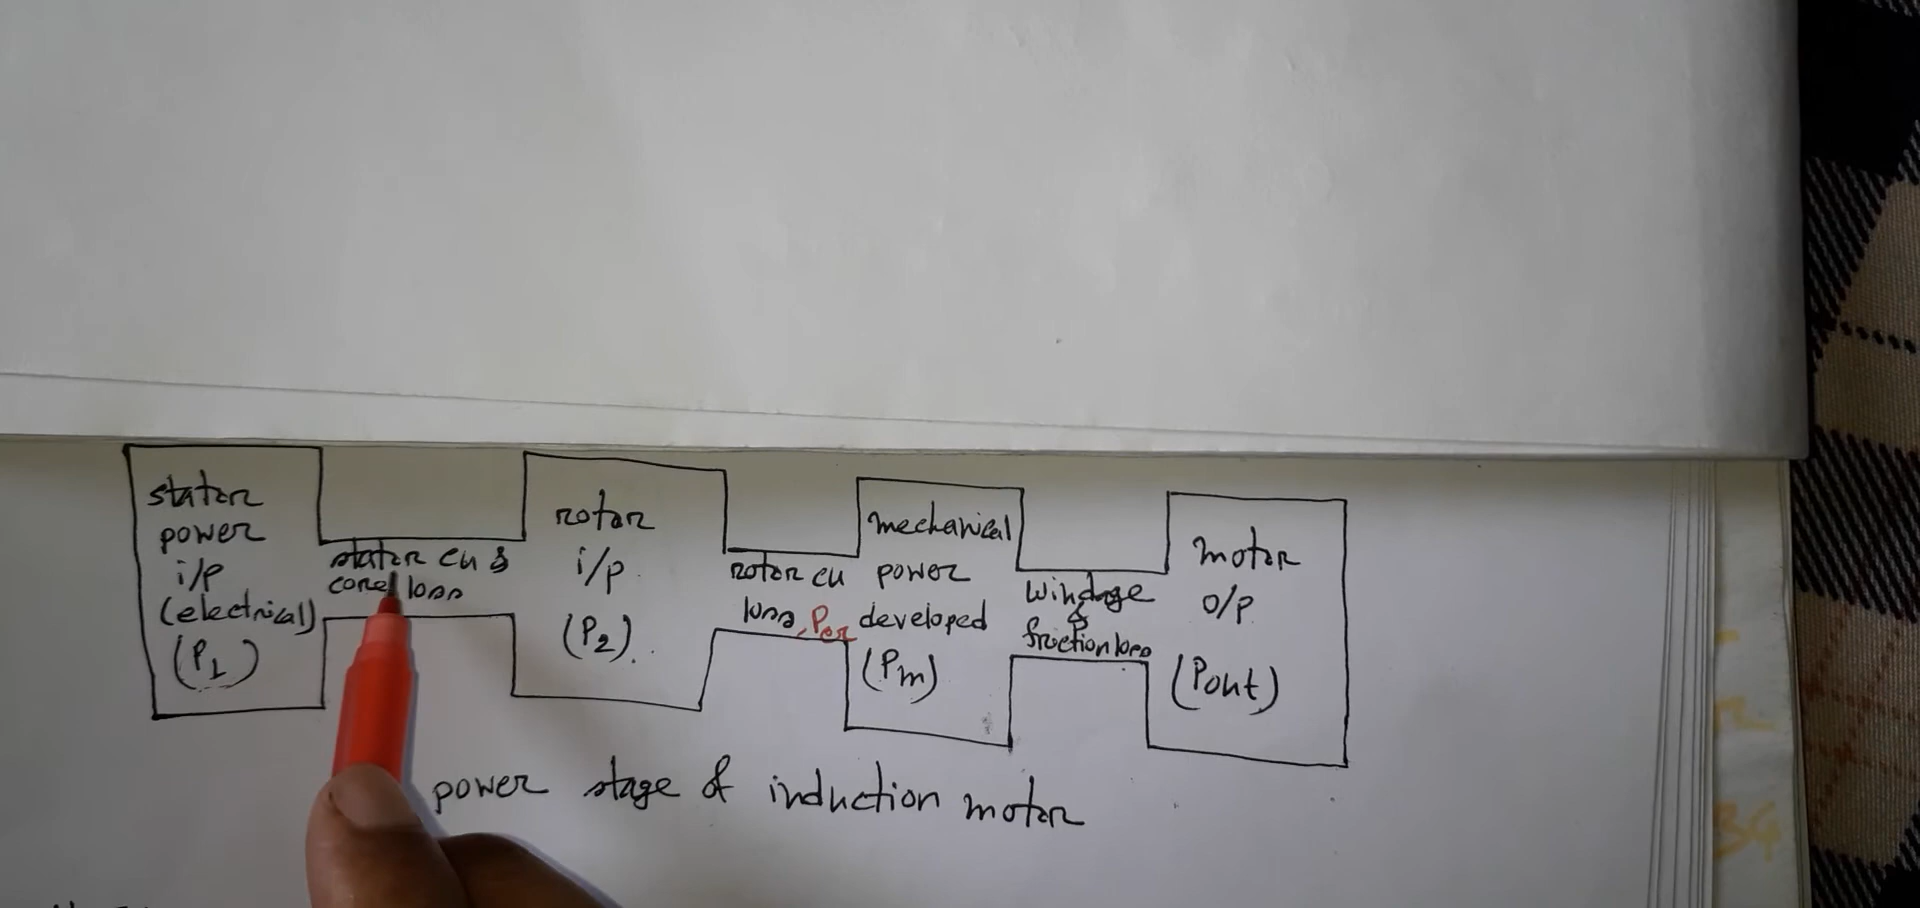 stator
power
i/p
(electrical)
(P1)
stator cu &
core loss
rotor
i/p
(P2)
rotor cu
loss, Pcr
mechanical
power
developed
(Pm)
windage
&
friction loss
motor
o/p
(Pout)
power stage of induction motor